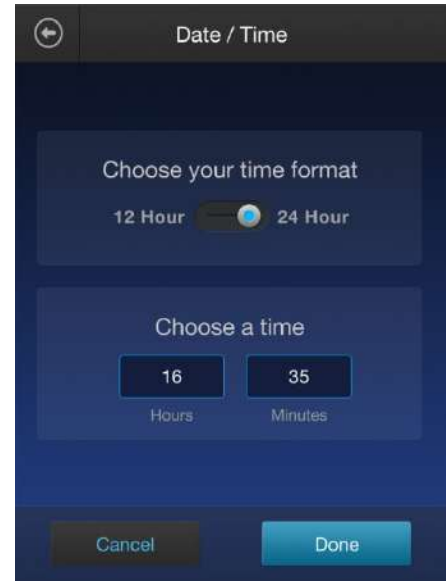 Date / Time
Choose your time format
12 Hour 24 Hour
Choose a time
16 35
Hours Minutes
Cancel Done